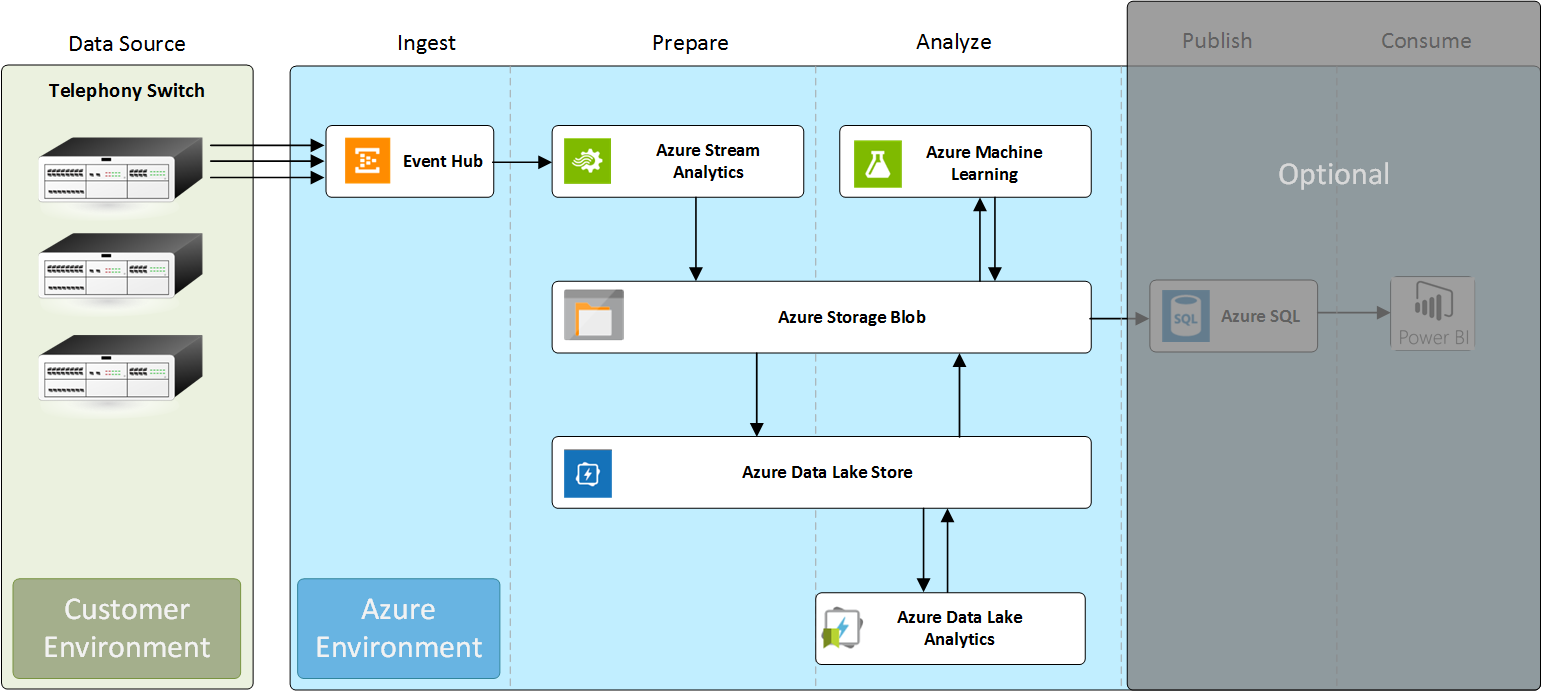 Data Source
Ingest
Prepare
Analyze
Publish
Consume
Telephony Switch
Event Hub
Azure Stream
Analytics
Azure Machine
Learning
Optional
Azure Storage Blob
SQL
Azure SQL
Power BI
Azure Data Lake Store
Azure Data Lake
Analytics
Customer
Environment
Azure
Environment